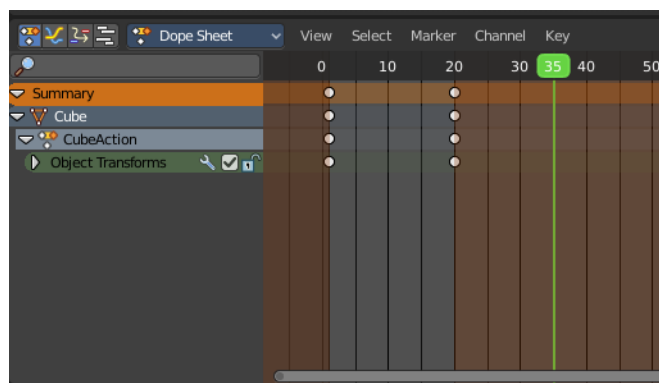 Dope Sheet View Select Marker Channel Key
0 10 20 30 35 40 50
Summary
Cube
CubeAction
Object Transforms